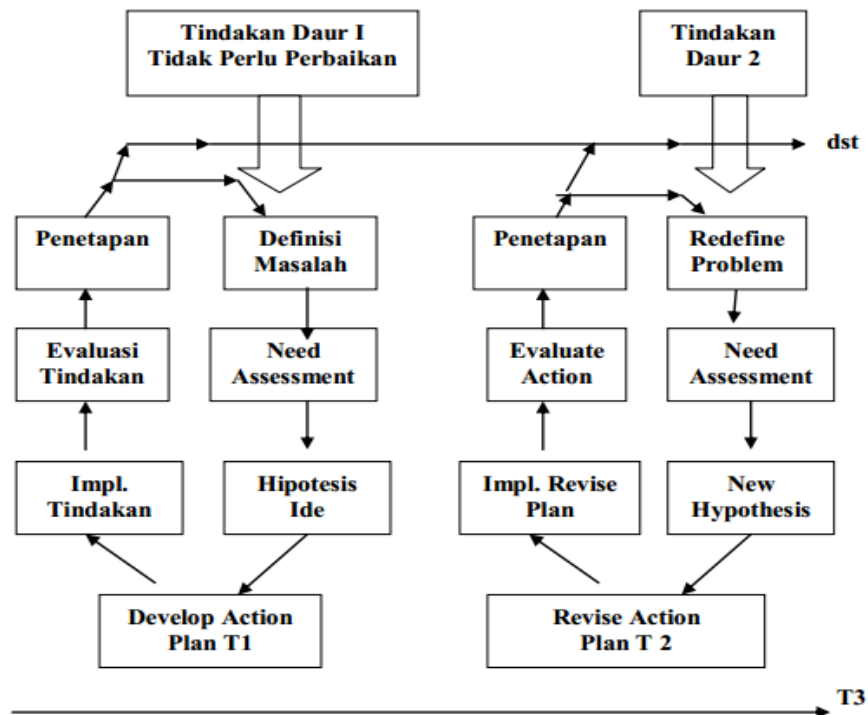 Tindakan Daur I
Tidak Perlu Perbaikan
Tindakan
Daur 2
dst
Penetapan
Definisi
Masalah
Penetapan
Redefine
Problem
Evaluasi
Tindakan
Need
Assessment
Evaluate
Action
Need
Assessment
Impl.
Tindakan
Hipotesis
Ide
Impl. Revise
Plan
New
Hypothesis
Develop Action
Plan T1
Revise Action
Plan T 2
T3